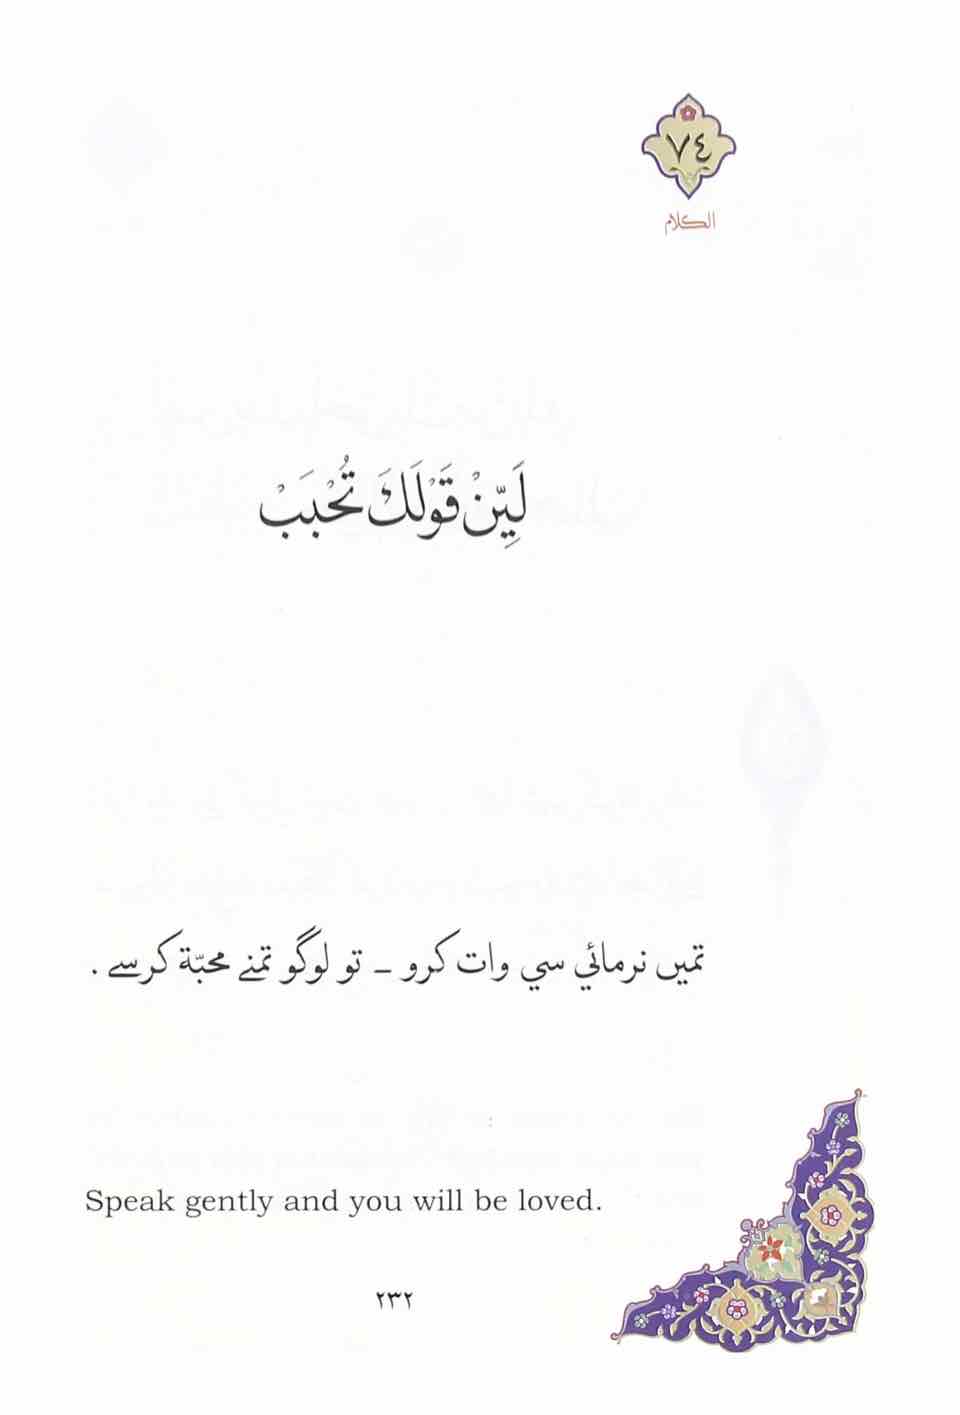 ٧٤
الكلام
لَيِّنْ قَوْلَكَ تُحْبَبْ
تميں نرمائي سي وات كرو – تو لوگو تمنے محبّة كرسے .
Speak gently and you will be loved.
٢٣٢